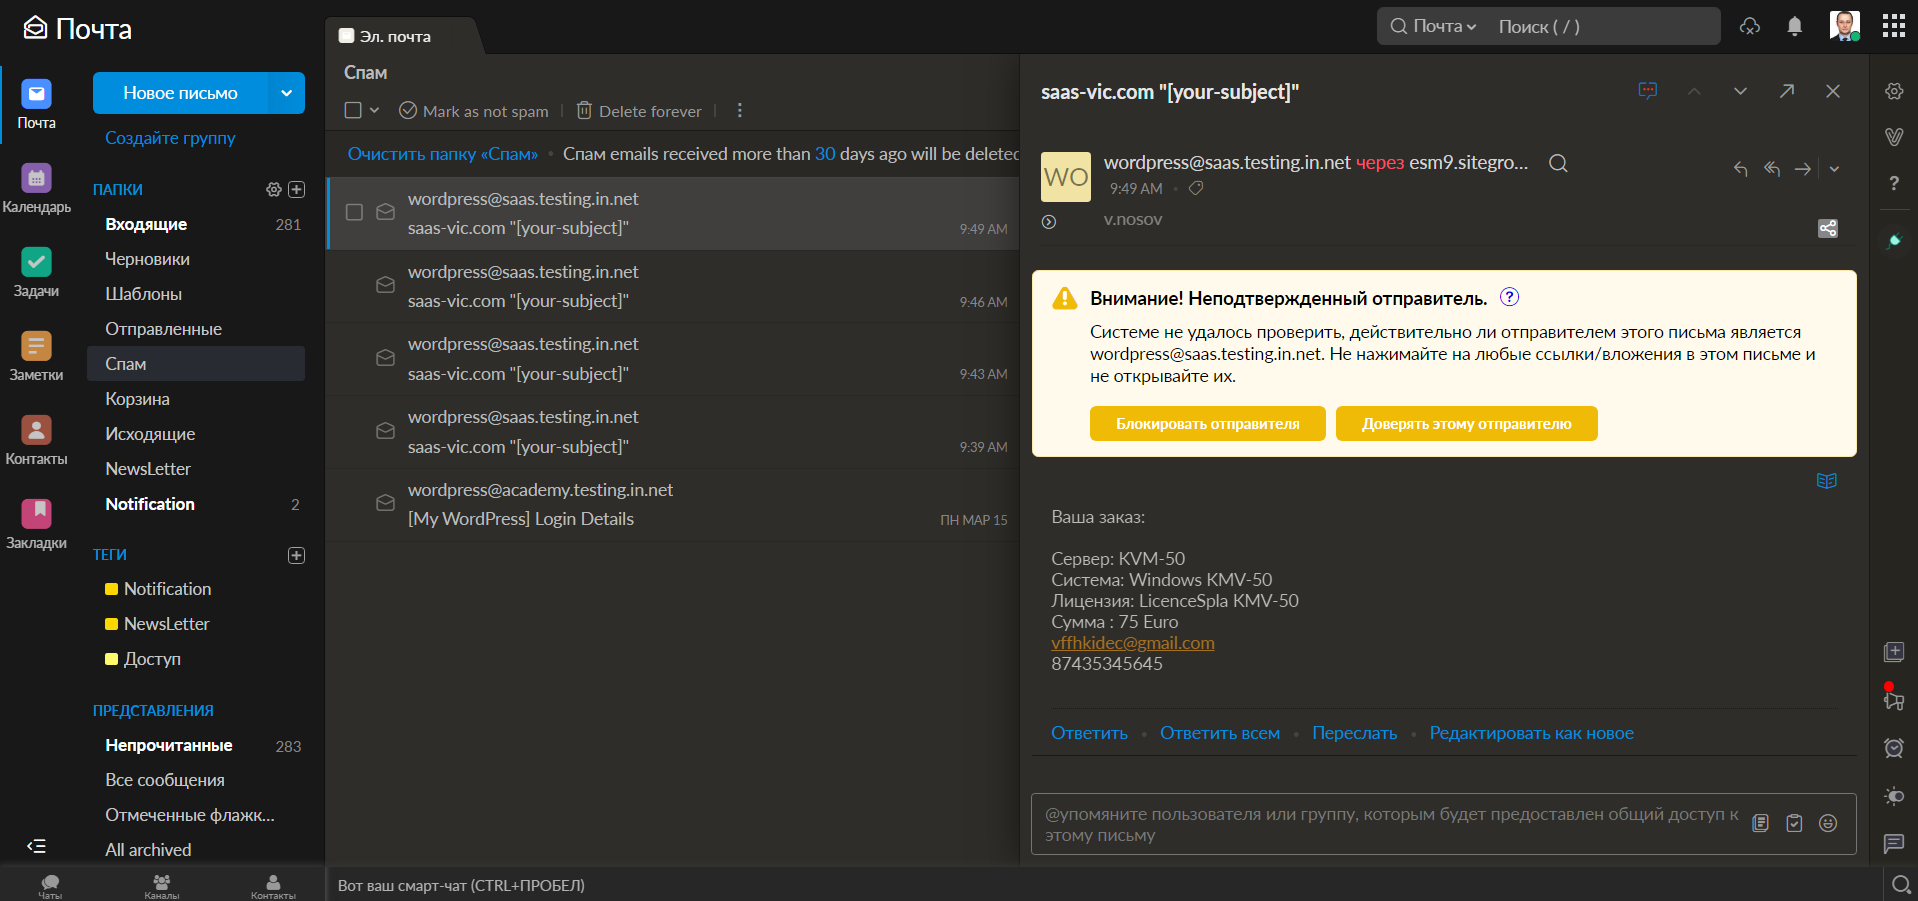 Почта
Эл. почта
Почта
Поиск ( / )
Почта
Календарь
Задачи
Заметки
Контакты
Закладки
Новое письмо
Создайте группу
ПАПКИ
Входящие 281
Черновики
Шаблоны
Отправленные
Спам
Корзина
Исходящие
NewsLetter
Notification 2
ТЕГИ
Notification
NewsLetter
Доступ
ПРЕДСТАВЛЕНИЯ
Непрочитанные 283
Все сообщения
Отмеченные флажк...
All archived
Чаты
Каналы
Контакты
Спам
Mark as not spam
Delete forever
Очистить папку «Спам» • Спам emails received more than 30 days ago will be deleted
wordpress@saas.testing.in.net
saas-vic.com "[your-subject]" 9:49 AM
wordpress@saas.testing.in.net
saas-vic.com "[your-subject]" 9:46 AM
wordpress@saas.testing.in.net
saas-vic.com "[your-subject]" 9:43 AM
wordpress@saas.testing.in.net
saas-vic.com "[your-subject]" 9:39 AM
wordpress@academy.testing.in.net
[My WordPress] Login Details ПН МАР 15
saas-vic.com "[your-subject]"
WO
wordpress@saas.testing.in.net через esm9.sitegro...
9:49 AM
v.nosov
Внимание! Неподтвержденный отправитель. ?
Системе не удалось проверить, действительно ли отправителем этого письма является
wordpress@saas.testing.in.net. Не нажимайте на любые ссылки/вложения в этом письме и
не открывайте их.
Блокировать отправителя
Доверять этому отправителю
Ваша заказ:
Сервер: KVM-50
Система: Windows KMV-50
Лицензия: LicenceSpla KMV-50
Сумма : 75 Euro
vffhkidec@gmail.com
87435345645
Ответить • Ответить всем • Переслать • Редактировать как новое
@упомяните пользователя или группу, которым будет предоставлен общий доступ к
этому письму
Вот ваш смарт-чат (CTRL+ПРОБЕЛ)